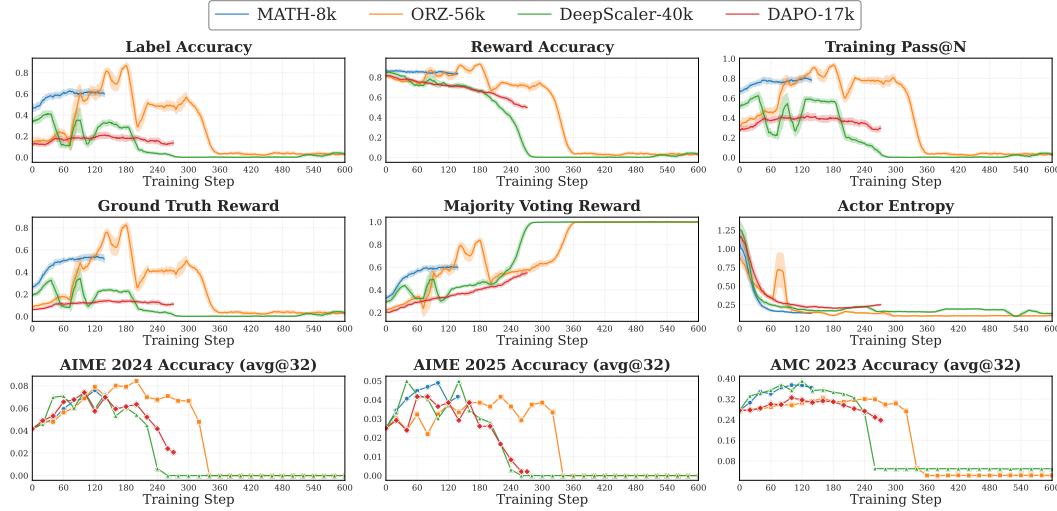 MATH-8k ORZ-56k DeepScaler-40k DAPO-17k
Label Accuracy Reward Accuracy Training Pass@N
0.0 0.2 0.4 0.6 0.8
0 60 120 180 240 300 360 420 480 540 600
Training Step
0.0 0.2 0.4 0.6 0.8
0 60 120 180 240 300 360 420 480 540 600
Training Step
0.0 0.2 0.4 0.6 0.8 1.0
0 60 120 180 240 300 360 420 480 540 600
Training Step
Ground Truth Reward Majority Voting Reward Actor Entropy
0.0 0.2 0.4 0.6 0.8
0 60 120 180 240 300 360 420 480 540 600
Training Step
0.2 0.4 0.6 0.8 1.0
0 60 120 180 240 300 360 420 480 540 600
Training Step
0.25 0.50 0.75 1.00 1.25
0 60 120 180 240 300 360 420 480 540 600
Training Step
AIME 2024 Accuracy (avg@32) AIME 2025 Accuracy (avg@32) AMC 2023 Accuracy (avg@32)
0.00 0.02 0.04 0.06 0.08
0 60 120 180 240 300 360 420 480 540 600
Training Step
0.00 0.01 0.02 0.03 0.04 0.05
0 60 120 180 240 300 360 420 480 540 600
Training Step
0.08 0.16 0.24 0.32 0.40
0 60 120 180 240 300 360 420 480 540 600
Training Step